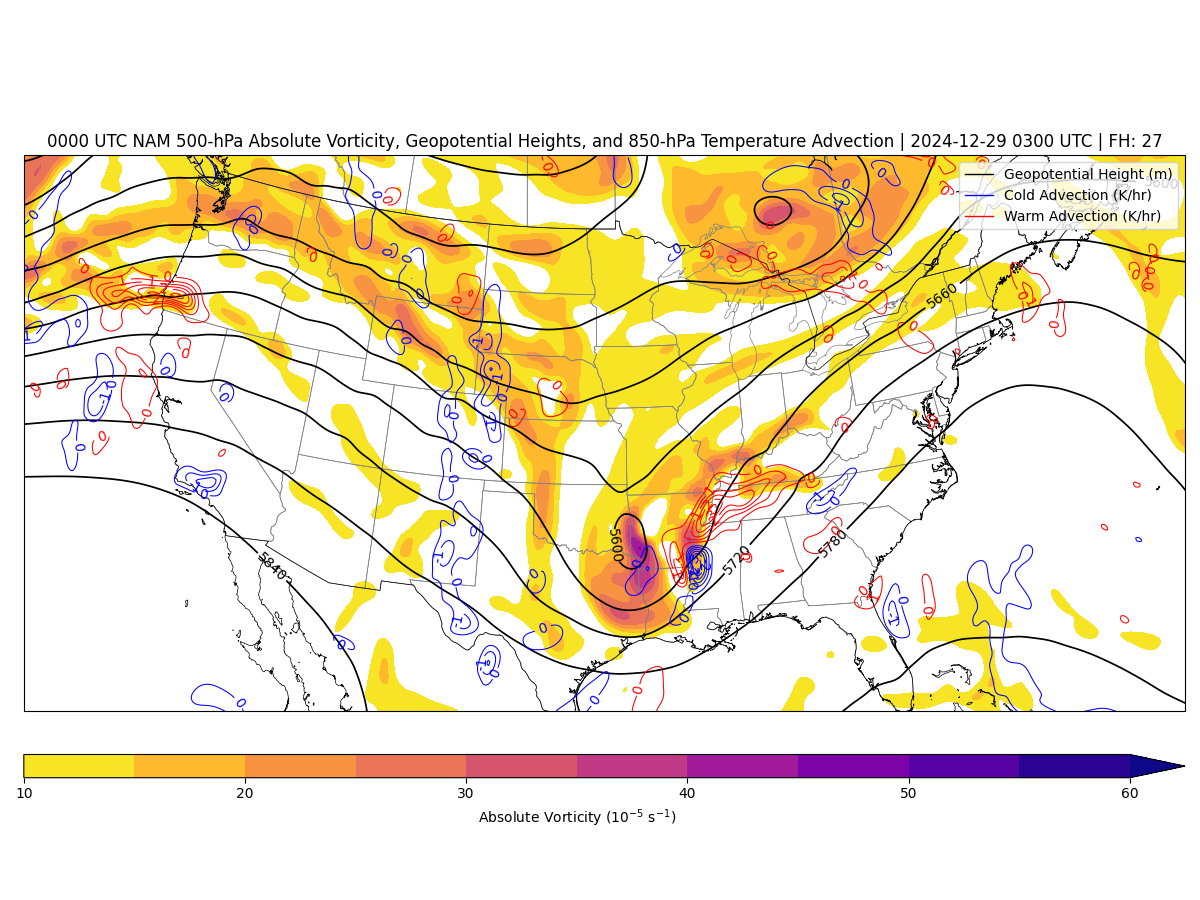 0000 UTC NAM 500-hPa Absolute Vorticity, Geopotential Heights, and 850-hPa Temperature Advection | 2024-12-29 0300 UTC | FH: 27
Geopotential Height (m)
Cold Advection (K/hr)
Warm Advection (K/hr)
5600
5660
5600
5720
5780
5840
10 20 30 40 50 60
Absolute Vorticity (10⁻⁵ s⁻¹)